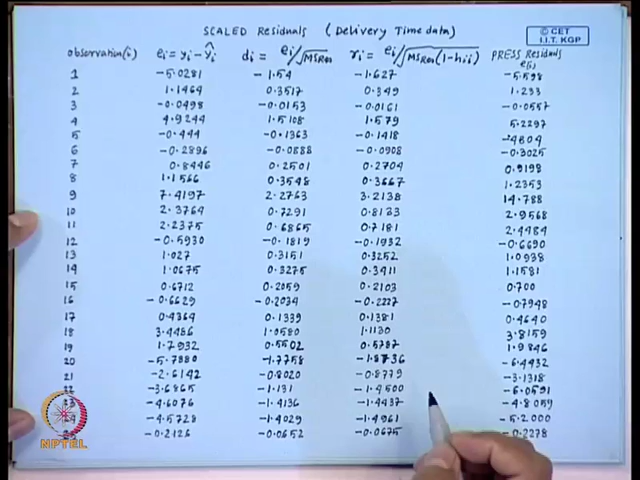 © CET
I.I.T. KGP
SCALED Residuals (Delivery Time data)
observation(i) ei = yi − ŷi di = ei/√MSRes ri = ei/√MSRes(1−hii) PRESS Residuals e(i)
1 −5.0281 −1.54 −1.627 −5.598
2 1.1464 0.3517 0.349 1.233
3 −0.0498 −0.0153 −0.0161 −0.0557
4 4.9244 1.5108 1.579 5.2297
5 −0.444 −0.1363 −0.1418 −4804
6 −0.2896 −0.0888 −0.0908 −0.3025
7 0.8446 0.2501 0.2704 0.9198
8 1.1566 0.3548 0.3667 1.2353
9 7.4197 2.2763 3.2138 14.788
10 2.3764 0.7291 0.8133 2.9568
11 2.2375 0.6865 0.7181 2.4484
12 −0.5930 −0.1819 −0.1932 −0.6690
13 1.027 0.3151 0.3252 1.0938
14 1.0675 0.3275 0.3411 1.1581
15 0.6712 0.2059 0.2103 0.700
16 −0.6629 −0.2034 −0.2227 −0.7948
17 0.4364 0.1339 0.1381 0.4640
18 3.4486 1.0580 1.1130 3.8159
19 1.7932 0.5502 0.5787 1.9846
20 −5.7880 −1.7758 −1.8736 −6.4432
21 −2.6142 −0.8020 −0.8779 −3.1318
22 −3.6865 −1.131 −1.4500 −6.0591
23 −4.6076 −1.4136 −1.4437 −4.8059
24 −4.5728 −1.4029 −1.4961 −5.2000
25 −0.2126 −0.0652 −0.0675 −0.2278
NPTEL